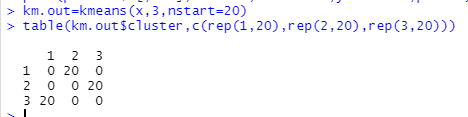 > km.out=kmeans(x,3,nstart=20)
> table(km.out$cluster,c(rep(1,20),rep(2,20),rep(3,20)))
     1  2  3
  1  0 20  0
  2  0  0 20
  3 20  0  0
>